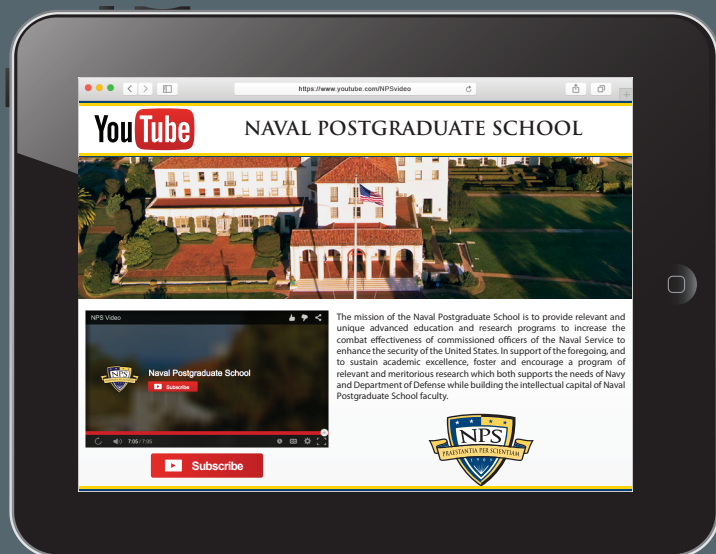 https://www.youtube.com/NPSvideo
YouTube
NAVAL POSTGRADUATE SCHOOL
NPS Video
Naval Postgraduate School
Subscribe
7:05 / 7:05
Subscribe
The mission of the Naval Postgraduate School is to provide relevant and
unique advanced education and research programs to increase the
combat effectiveness of commissioned officers of the Naval Service to
enhance the security of the United States. In support of the foregoing, and
to sustain academic excellence, foster and encourage a program of
relevant and meritorious research which both supports the needs of Navy
and Department of Defense while building the intellectual capital of Naval
Postgraduate School faculty.
NPS
PRAESTANTIA PER SCIENTIAM
1909